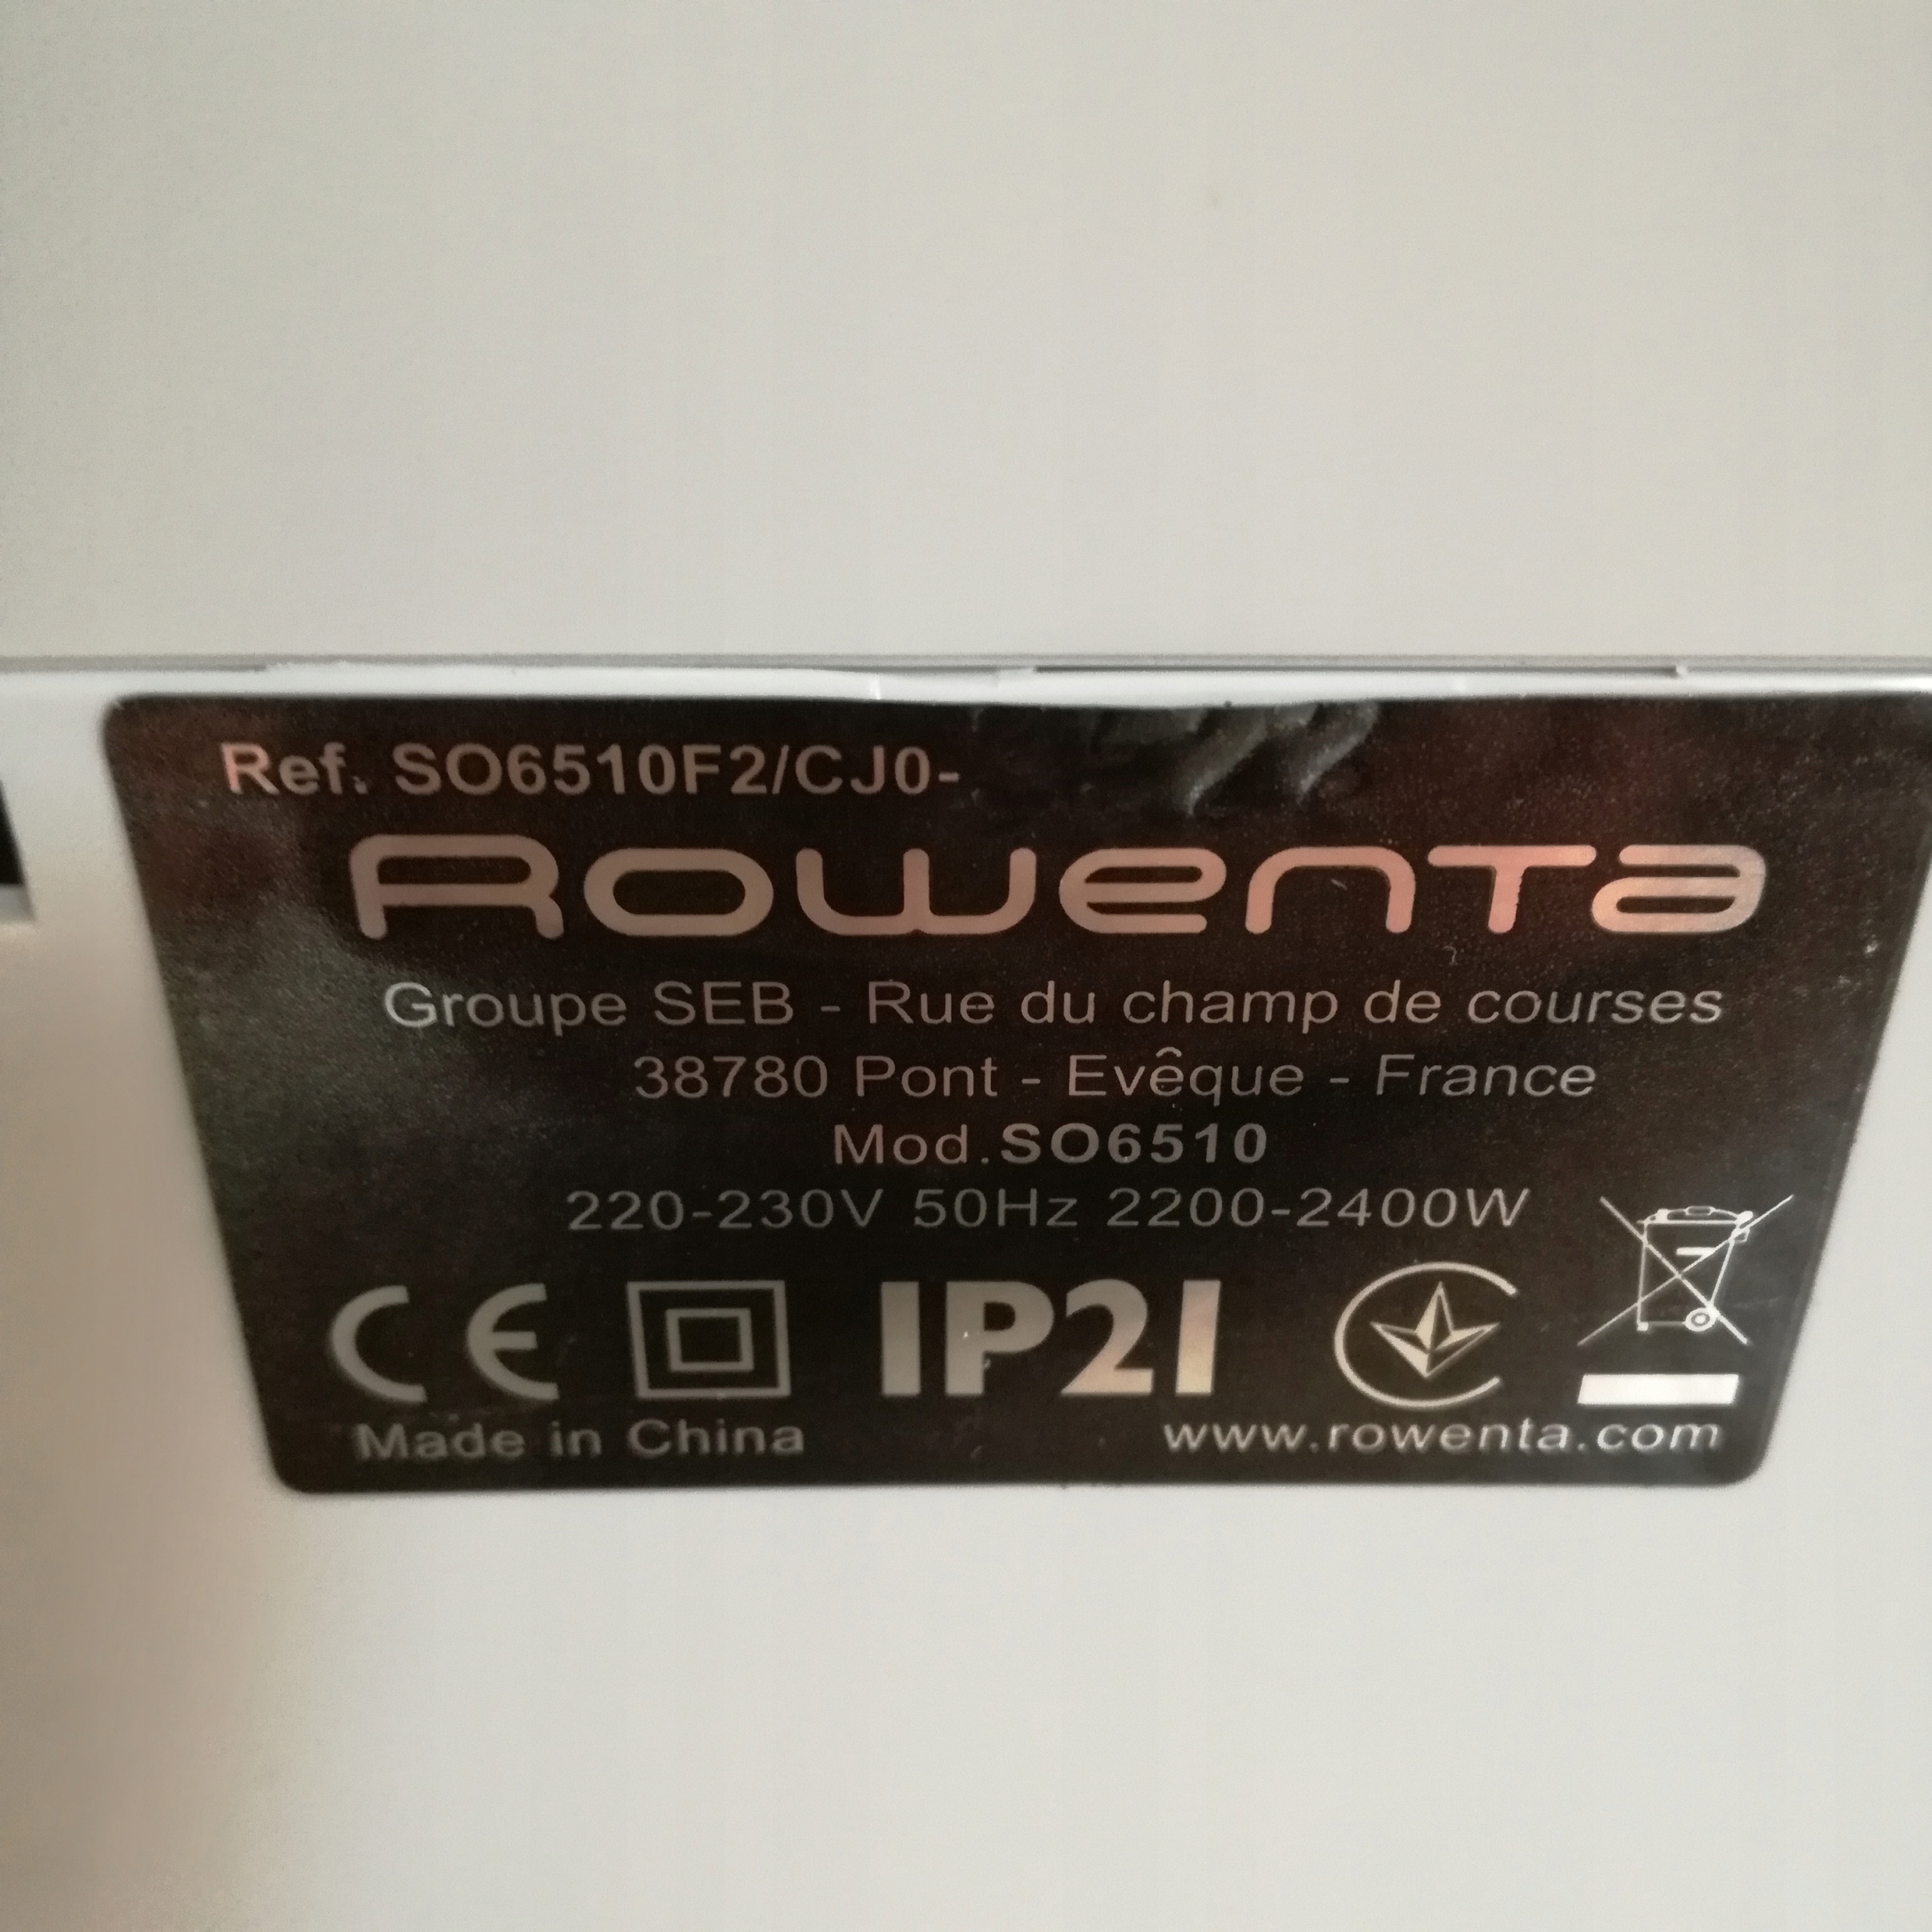 Ref. SO6510F2/CJ0-
Rowenta
Groupe SEB - Rue du champ de courses
38780 Pont - Evêque - France
Mod.SO6510
220-230V 50Hz 2200-2400W
CE IP21
Made in China www.rowenta.com